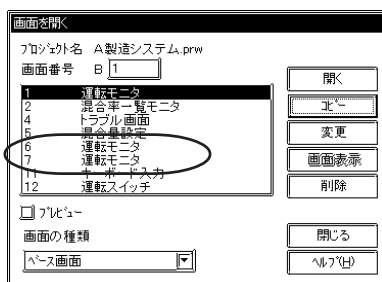 画面を開く
ﾌﾟﾛｼﾞｪｸﾄ名 A製造システム.prw
画面番号 B 1
1 運転モニタ
2 混合率一覧モニタ
4 トラブル画面
5 混合量設定
6 運転モニタ
7 運転モニタ
11 キーボード入力
12 運転スイッチ
プレビュー
画面の種類
ベース画面
開く
コピー
変更
画面表示
削除
閉じる
ヘルプ(H)